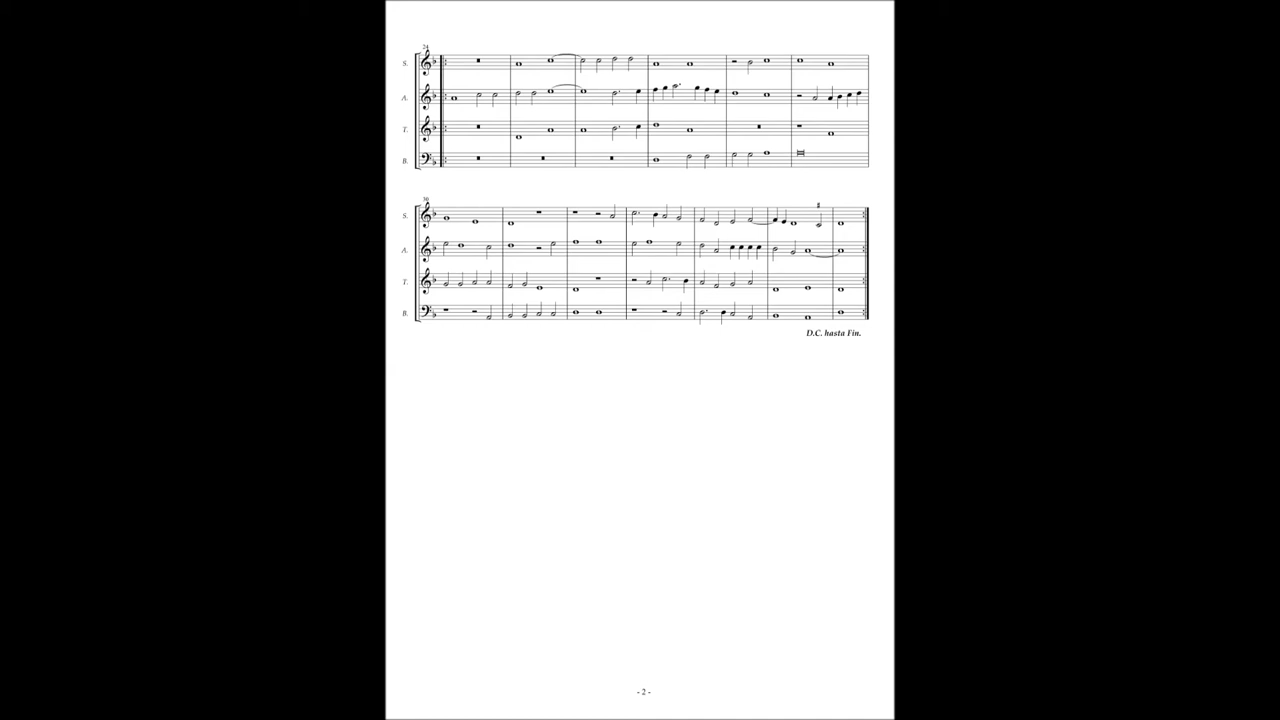 24
S.
A.
T.
B.
30
S.
A.
T.
B.
D.C. hasta Fin.
- 2 -